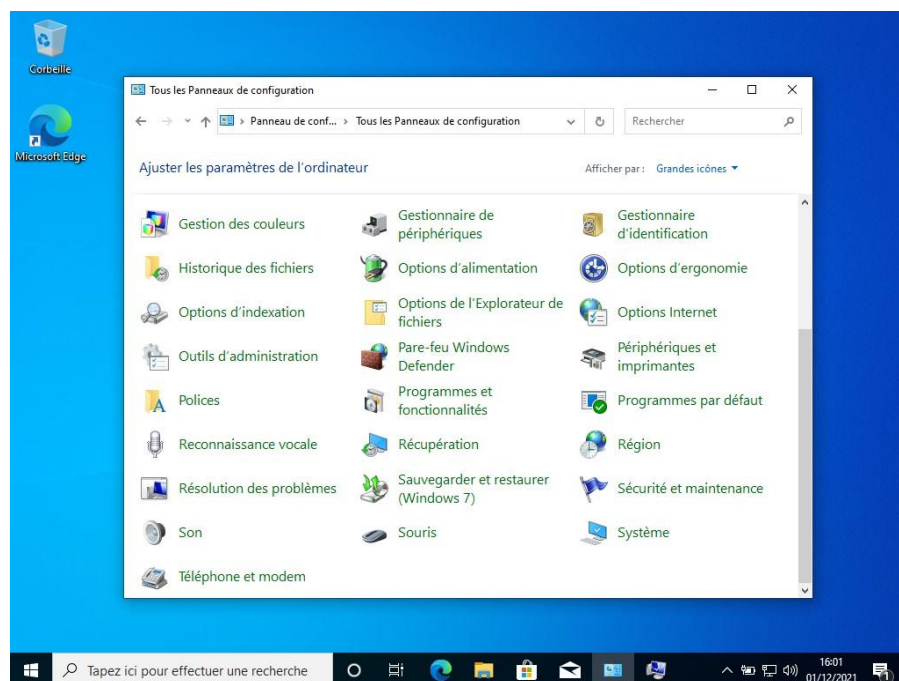 Corbeille
Microsoft Edge
Tous les Panneaux de configuration
Panneau de conf... > Tous les Panneaux de configuration
Rechercher
Ajuster les paramètres de l'ordinateur
Afficher par : Grandes icônes
Gestion des couleurs
Gestionnaire de
périphériques
Gestionnaire
d'identification
Historique des fichiers
Options d'alimentation
Options d'ergonomie
Options d'indexation
Options de l'Explorateur de
fichiers
Options Internet
Outils d'administration
Pare-feu Windows
Defender
Périphériques et
imprimantes
Polices
Programmes et
fonctionnalités
Programmes par défaut
Reconnaissance vocale
Récupération
Région
Résolution des problèmes
Sauvegarder et restaurer
(Windows 7)
Sécurité et maintenance
Son
Souris
Système
Téléphone et modem
Tapez ici pour effectuer une recherche
16:01
01/12/2021
1